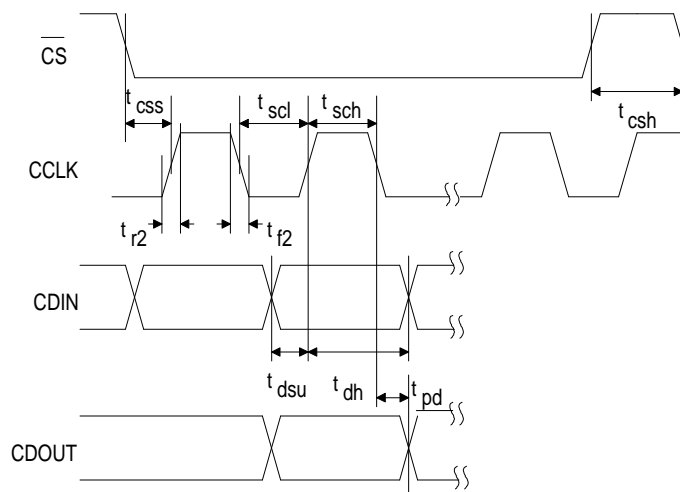 CS
t css
t scl
t sch
t csh
CCLK
t r2
t f2
CDIN
t dsu
t dh
t pd
CDOUT